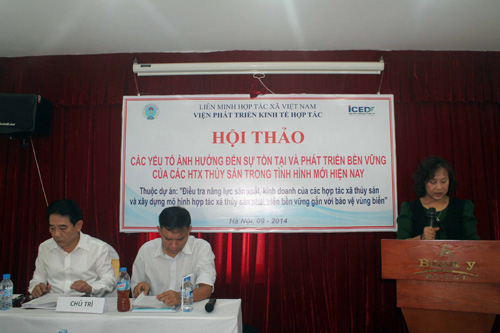 LIÊN MINH HỢP TÁC XÃ VIỆT NAM
VIỆN PHÁT TRIỂN KINH TẾ HỢP TÁC
HỘI THẢO
CÁC YẾU TỐ ẢNH HƯỞNG ĐẾN SỰ TỒN TẠI VÀ PHÁT TRIỂN BỀN VỮNG
CỦA CÁC HTX THỦY SẢN TRONG TÌNH HÌNH MỚI HIỆN NAY
Thuộc dự án: "Điều tra năng lực sản xuất, kinh doanh của các hợp tác xã thủy sản
và xây dựng mô hình hợp tác xã thủy sản phát triển bền vững gắn với bảo vệ vùng biển"
Hà Nội, 09 - 2014
CHỦ TRÌ